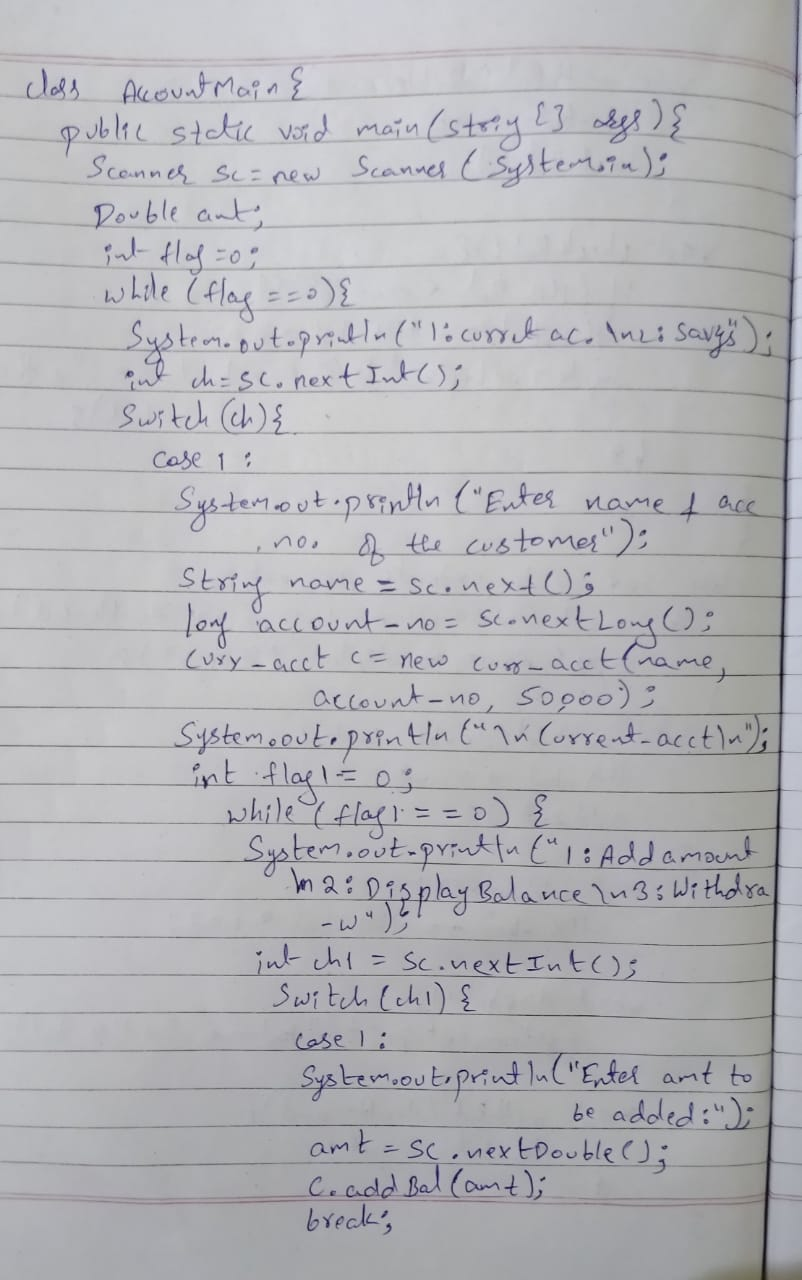 class AccountMain {
public static void main (string [] args) {
Scanner sc = new Scanner (System.in);
Double amt;
int flag = 0;
while (flag == 0) {
System.out.println ("1: curret ac. \n2: Savgs");
int ch = sc.nextInt();
Switch (ch) {
case 1 :
System.out.println ("Enter name & acc
no. of the customer");
String name = sc.next();
long account-no = sc.nextLong();
Curr-acct c = new curr-acct(name,
account-no, 50000);
System.out.println ("\n Current-acct\n");
int flag1 = 0;
while (flag1 == 0) {
System.out.println ("1: Add amount
\n 2: Display Balance \n3: Withdra
-w");
int ch1 = sc.nextInt();
Switch (ch1) {
case 1 :
System.out.println("Enter amt to
be added:");
amt = sc.nextDouble();
C.addBal (amt);
break;